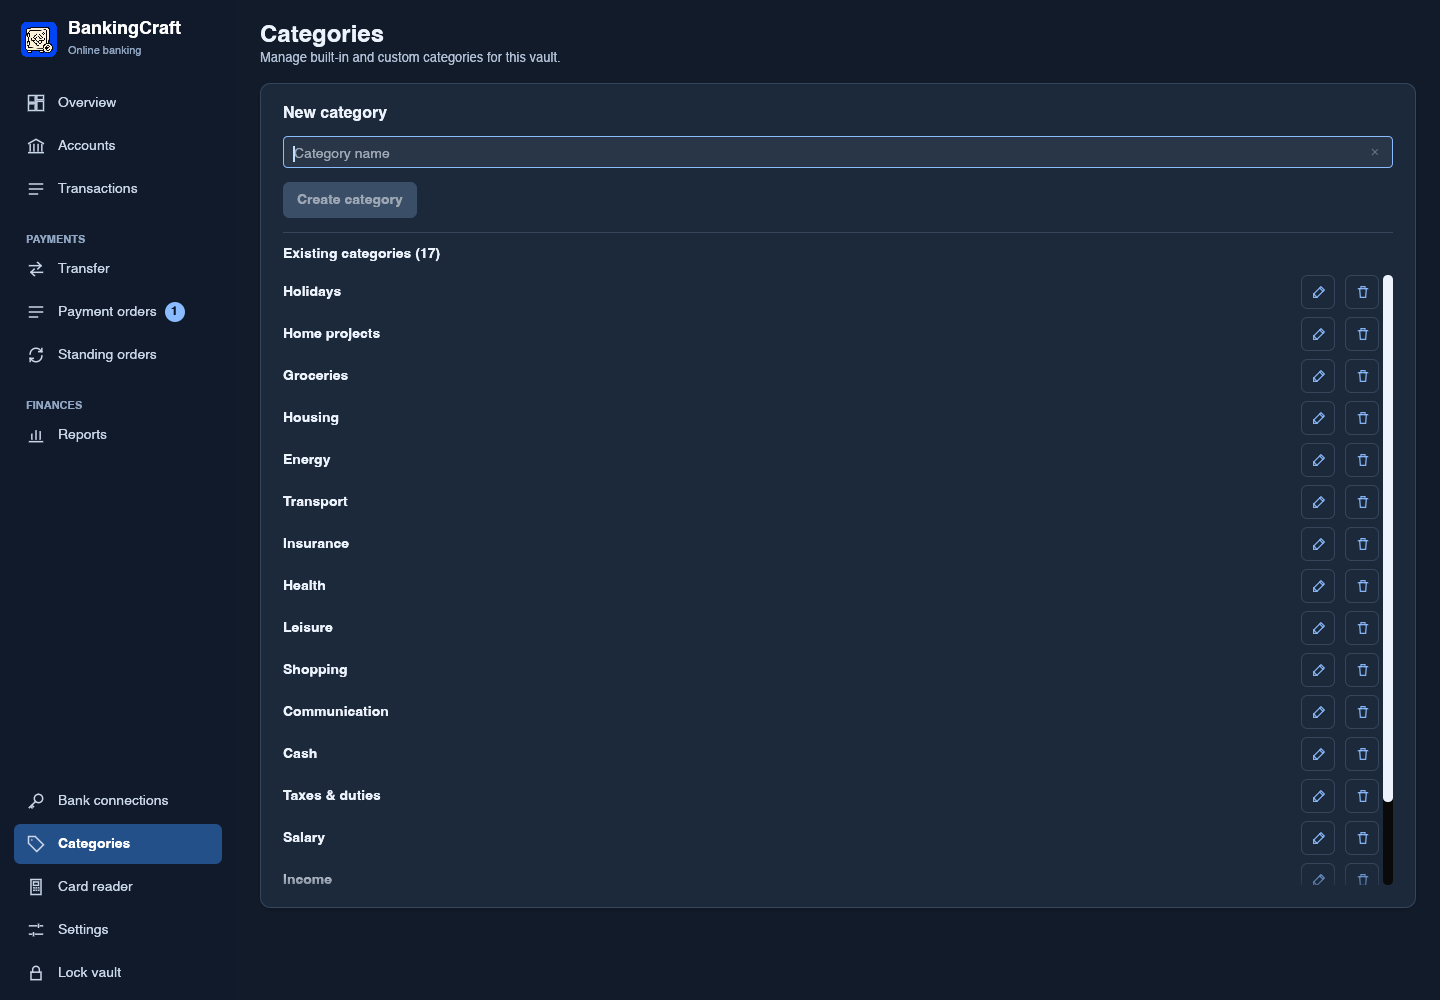 BankingCraft
Online banking
Overview
Accounts
Transactions
PAYMENTS
Transfer
Payment orders 1
Standing orders
FINANCES
Reports
Bank connections
Categories
Card reader
Settings
Lock vault
Categories
Manage built-in and custom categories for this vault.
New category
Category name
Create category
Existing categories (17)
Holidays
Home projects
Groceries
Housing
Energy
Transport
Insurance
Health
Leisure
Shopping
Communication
Cash
Taxes & duties
Salary
Income